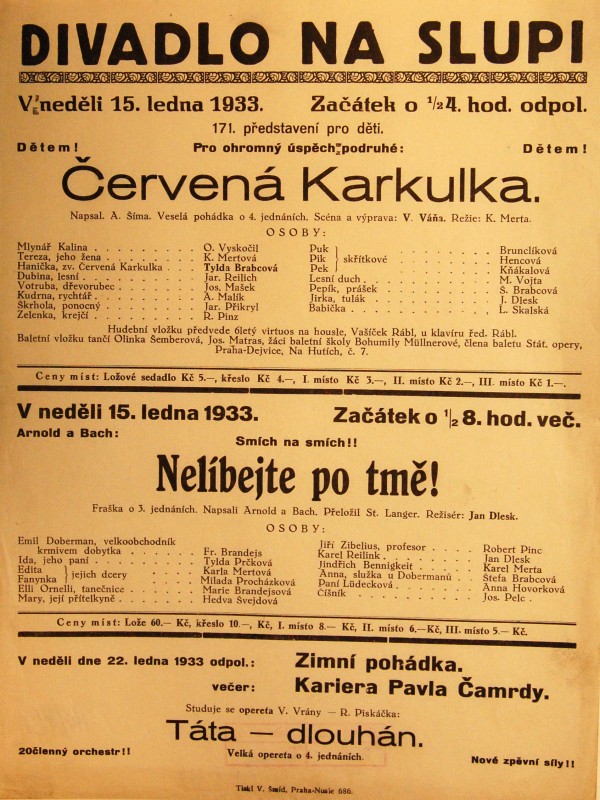 DIVADLO NA SLUPI
V neděli 15. ledna 1933. Začátek o 1/2 4. hod. odpol.
171. představení pro děti.
Dětem! Pro ohromný úspěch podruhé: Dětem!
Červená Karkulka.
Napsal. A. Šíma. Veselá pohádka o 4. jednáních. Scéna a výprava: V. Váňa. Režie: K. Merta.
OSOBY:
Mlynář Kalina . . . . . . . . . O. Vyskočil
Tereza, jeho žena . . . . . . . . K. Mertová
Hanička, zv. Červená Karkulka . . . Tylda Brabcová
Dubina, lesní . . . . . . . . . Jar. Reilich
Votruba, dřevorubec . . . . . . . Jos. Mašek
Kudrna, rychtář . . . . . . . . A. Malík
Škrhola, ponocný . . . . . . . . Jar. Přikryl
Zelenka, krejčí . . . . . . . . R. Pinz
Puk } . . . . . . . . Brunclíková
Pik } skřítkové . . . . . . . . Hencová
Pek } . . . . . . . . Kňákalová
Lesní duch . . . . . . . . M. Vojta
Pepík, prášek . . . . . . . . Š. Brabcová
Jirka, tulák . . . . . . . . J. Dlesk
Babička . . . . . . . . L. Skalská
Hudební vložku předvede 6letý virtuos na housle, Vašíček Rábl, u klavíru řed. Rábl.
Baletní vložku tančí Olinka Šemberová, Jos. Matras, žáci baletní školy Bohumily Müllnerové, člena baletu Stát. opery,
Praha-Dejvice, Na Hutích, č. 7.
Ceny míst: Ložové sedadlo Kč 5.—, křeslo Kč 4.—, I. místo Kč 3.—, II. místo Kč 2.—, III. místo Kč 1.—.
V neděli 15. ledna 1933. Začátek o 1/2 8. hod. več.
Arnold a Bach:
Smích na smích!!
Nelíbejte po tmě!
Fraška o 3. jednáních. Napsali Arnold a Bach. Přeložil St. Langer. Režisér: Jan Dlesk.
OSOBY:
Emil Doberman, velkoobchodník
krmivem dobytka . . . . . . Fr. Brandejs
Ida, jeho paní . . . . . . . . Tylda Prčková
Edita } jejich dcery . . . . . . Karla Mertová
Fanynka } . . . . . . Milada Procházková
Elli Ornelli, tanečnice . . . . . . Marie Brandejsová
Mary, její přítelkyně . . . . . . Hedva Švejdová
Jiří Zibelius, profesor . . . . . Robert Pinc
Karel Reilink . . . . . . . . Jan Dlesk
Jindřich Bennigkeit . . . . . . Karel Merta
Anna, služka u Dobermanů . . . . Štefa Brabcová
Paní Lüdecková . . . . . . . Anna Hovorková
Číšník . . . . . . . . . Jos. Pelc .
Ceny míst: Lože 60.— Kč, křeslo 10.—, Kč, I. místo 8.— Kč, II. místo 6.—Kč, III. místo 5.— Kč.
V neděli dne 22. ledna 1933 odpol.: Zimní pohádka.
večer: Kariera Pavla Čamrdy.
Studuje se opereta V. Vrány — R. Piskáčka:
Táta — dlouhán.
20členný orchestr!! Velká opereta o 4. jednáních. Nové zpěvní síly!!
Tiskl V. Šmíd, Praha-Nusle 686.